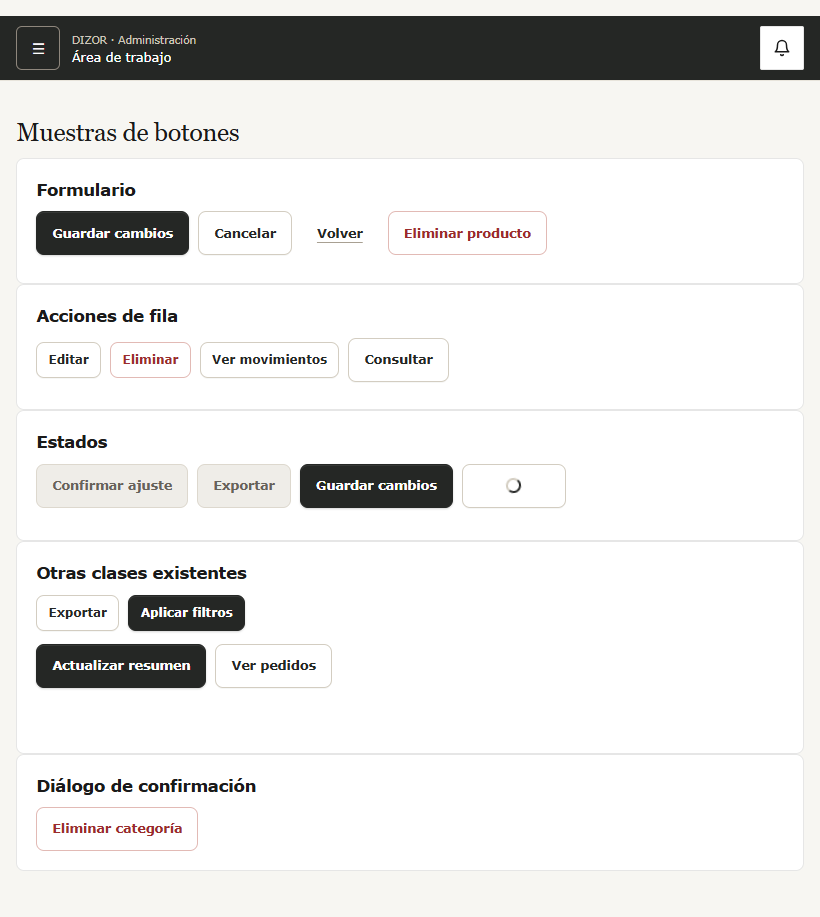 ☰
DIZOR · Administración
Área de trabajo
Muestras de botones
Formulario
Guardar cambios Cancelar Volver Eliminar producto
Acciones de fila
Editar Eliminar Ver movimientos Consultar
Estados
Confirmar ajuste Exportar Guardar cambios
Otras clases existentes
Exportar Aplicar filtros
Actualizar resumen Ver pedidos
Diálogo de confirmación
Eliminar categoría